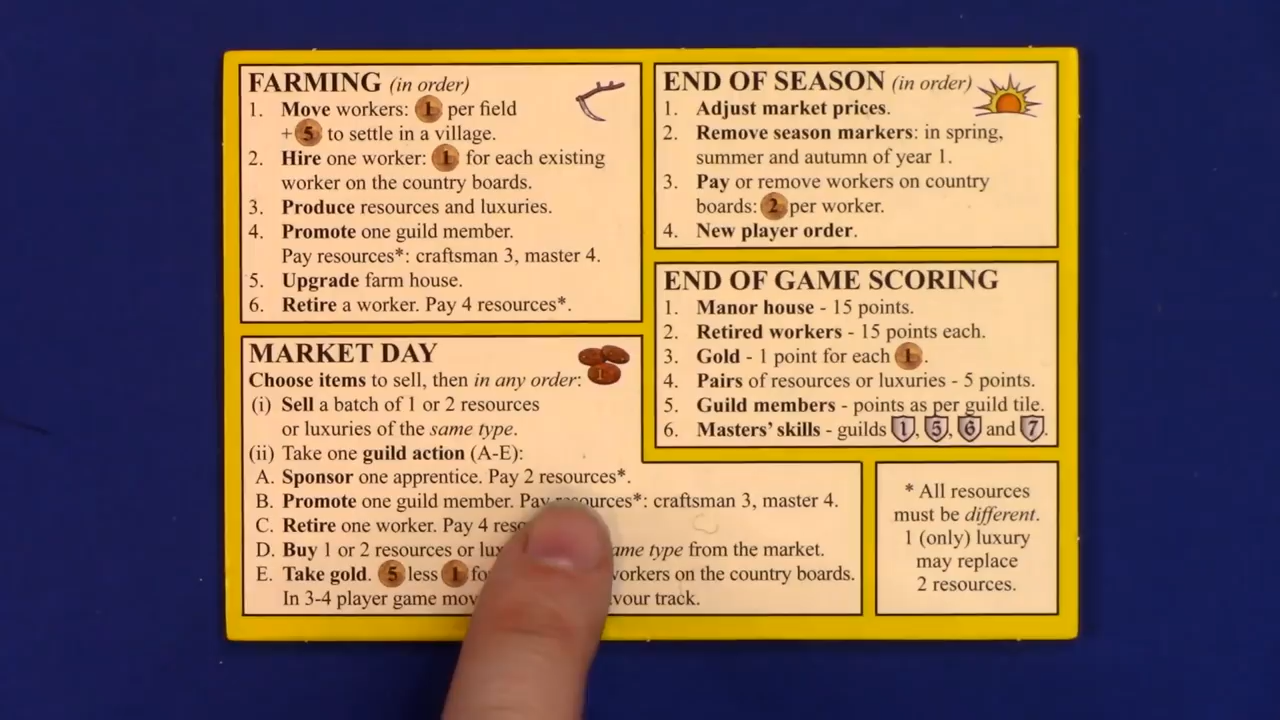 FARMING (in order)
1. Move workers: 1 per field
+ 5 to settle in a village.
2. Hire one worker: 1 for each existing
worker on the country boards.
3. Produce resources and luxuries.
4. Promote one guild member.
Pay resources*: craftsman 3, master 4.
5. Upgrade farm house.
6. Retire a worker. Pay 4 resources*.
MARKET DAY
Choose items to sell, then in any order:
1
(i) Sell a batch of 1 or 2 resources
or luxuries of the same type.
(ii) Take one guild action (A-E):
A. Sponsor one apprentice. Pay 2 resources*.
B. Promote one guild member. Pay resources*: craftsman 3, master 4.
C. Retire one worker. Pay 4
D. Buy 1 or 2 resources or type from the market.
E. Take gold. 5 less 1 workers on the country boards.
In 3-4 player game track.
END OF SEASON (in order)
1. Adjust market prices.
2. Remove season markers: in spring,
summer and autumn of year 1.
3. Pay or remove workers on country
boards: 2 per worker.
4. New player order.
END OF GAME SCORING
1. Manor house - 15 points.
2. Retired workers - 15 points each.
3. Gold - 1 point for each 1.
4. Pairs of resources or luxuries - 5 points.
5. Guild members - points as per guild tile.
6. Masters' skills - guilds 1, 5, 6 and 7.
* All resources
must be different.
1 (only) luxury
may replace
2 resources.